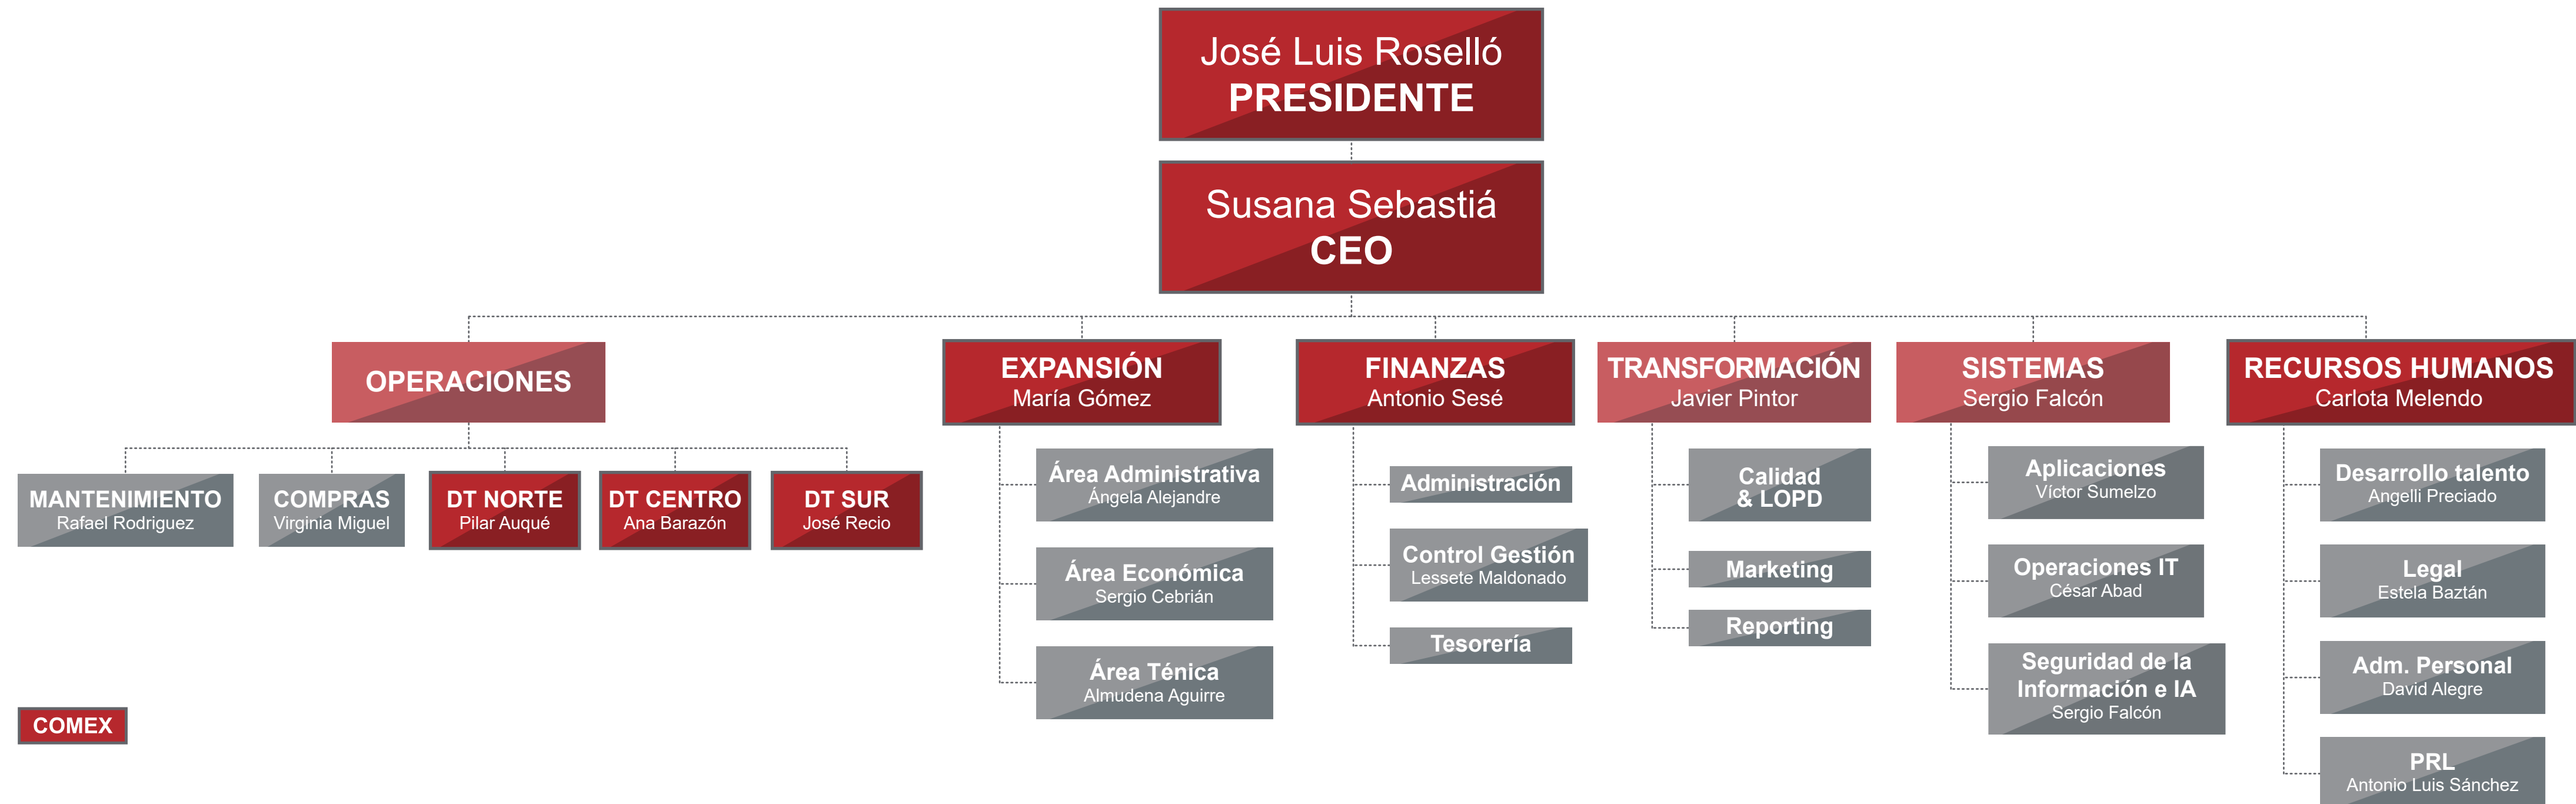 José Luis Roselló
PRESIDENTE
Susana Sebastiá
CEO
OPERACIONES
MANTENIMIENTO
Rafael Rodriguez
COMPRAS
Virginia Miguel
DT NORTE
Pilar Auqué
DT CENTRO
Ana Barazón
DT SUR
José Recio
EXPANSIÓN
María Gómez
Área Administrativa
Ángela Alejandre
Área Económica
Sergio Cebrián
Área Ténica
Almudena Aguirre
FINANZAS
Antonio Sesé
Administración
Control Gestión
Lessete Maldonado
Tesorería
TRANSFORMACIÓN
Javier Pintor
Calidad
& LOPD
Marketing
Reporting
SISTEMAS
Sergio Falcón
Aplicaciones
Víctor Sumelzo
Operaciones IT
César Abad
Seguridad de la
Información e IA
Sergio Falcón
RECURSOS HUMANOS
Carlota Melendo
Desarrollo talento
Angelli Preciado
Legal
Estela Baztán
Adm. Personal
David Alegre
PRL
Antonio Luis Sánchez
COMEX